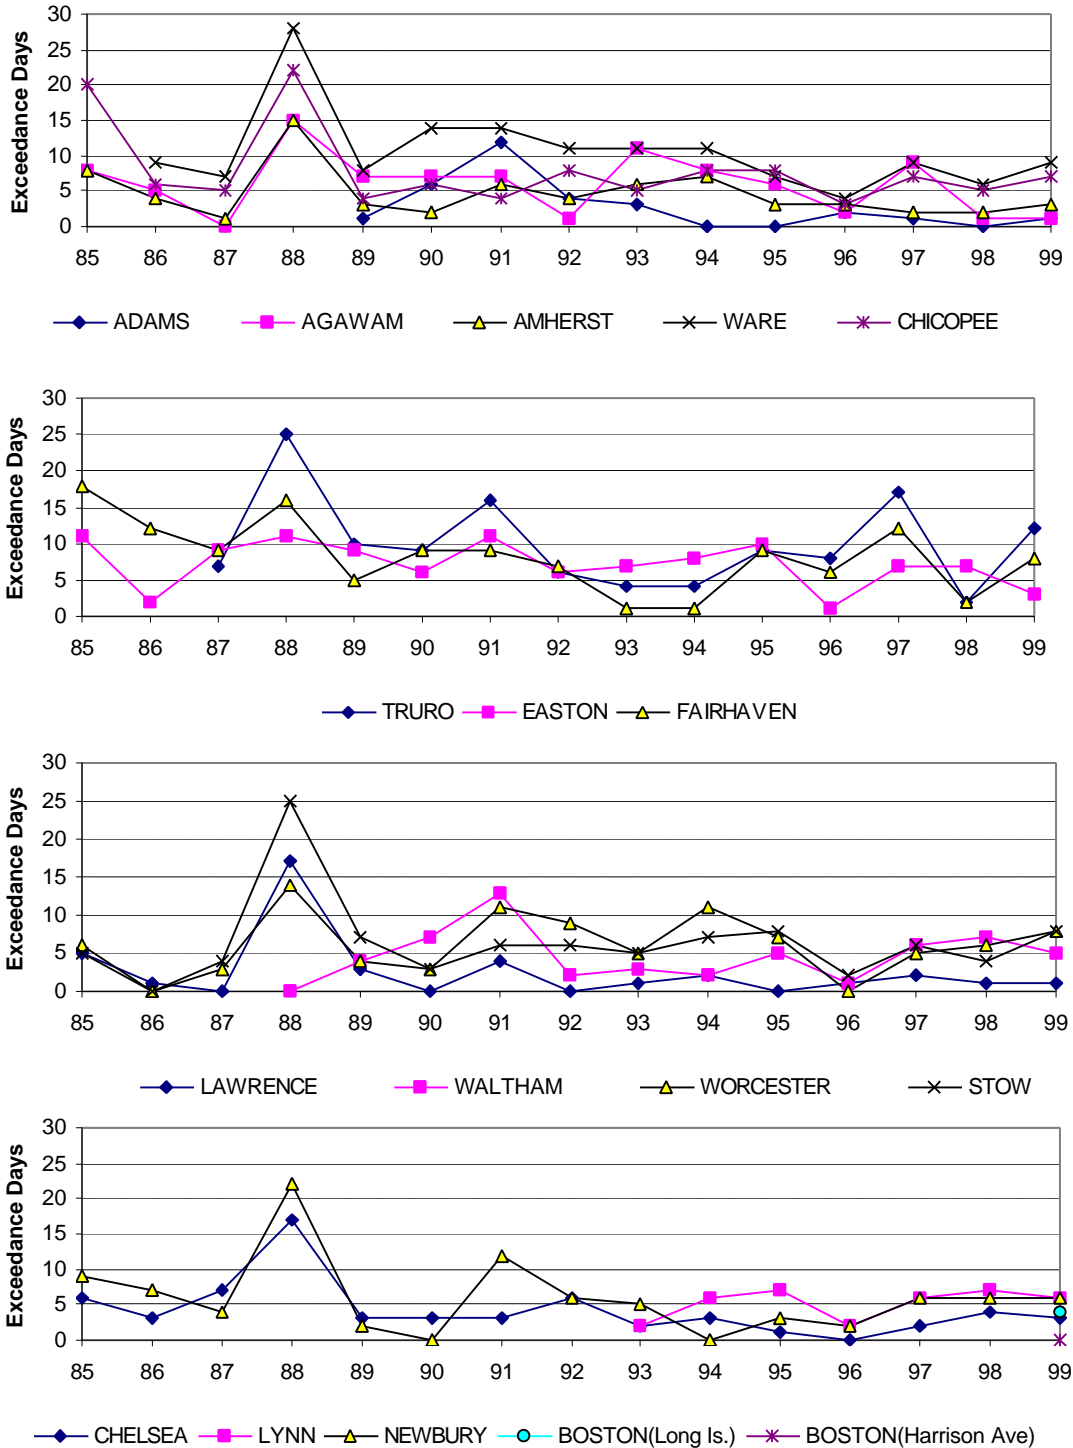 30
25
20
15
10
5
0
Exceedance Days
85 86 87 88 89 90 91 92 93 94 95 96 97 98 99
ADAMS AGAWAM AMHERST WARE CHICOPEE
30
25
20
15
10
5
0
Exceedance Days
85 86 87 88 89 90 91 92 93 94 95 96 97 98 99
TRURO EASTON FAIRHAVEN
30
25
20
15
10
5
0
Exceedance Days
85 86 87 88 89 90 91 92 93 94 95 96 97 98 99
LAWRENCE WALTHAM WORCESTER STOW
30
25
20
15
10
5
0
Exceedance Days
85 86 87 88 89 90 91 92 93 94 95 96 97 98 99
CHELSEA LYNN NEWBURY BOSTON(Long Is.) BOSTON(Harrison Ave)